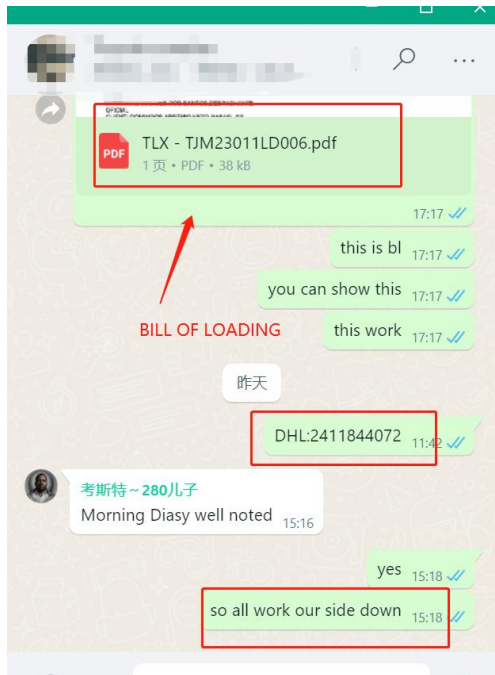 OFICIAL
TLX - TJM23011LD006.pdf
PDF
1 页 • PDF • 38 kB
17:17
this is bl 17:17
you can show this 17:17
BILL OF LOADING
this work 17:17
昨天
DHL:2411844072 11:42
考斯特~280儿子
Morning Diasy well noted 15:16
yes 15:18
so all work our side down 15:18